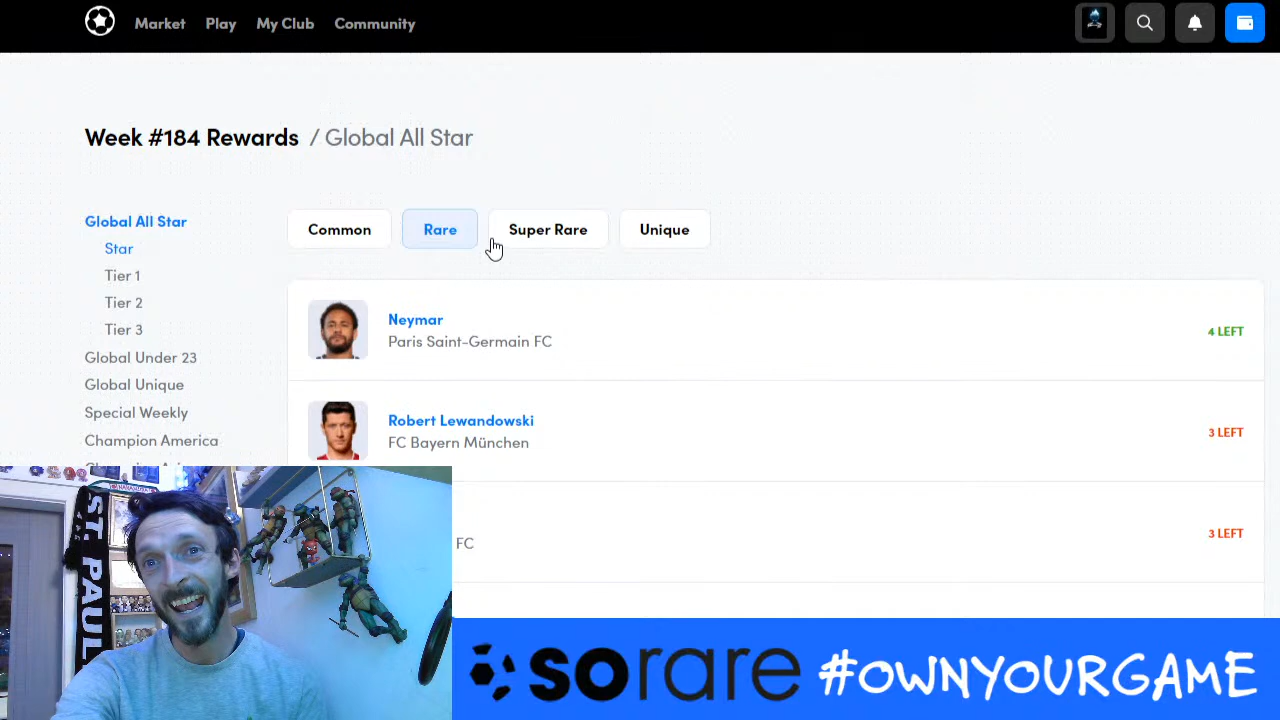 Market Play My Club Community
Week #184 Rewards / Global All Star
Global All Star
Star
Tier 1
Tier 2
Tier 3
Global Under 23
Global Unique
Special Weekly
Champion America
Common Rare Super Rare Unique
Neymar
Paris Saint-Germain FC
4 LEFT
Robert Lewandowski
FC Bayern München
3 LEFT
FC
3 LEFT
ST. PAUL
sorare #OWNYOURGAME